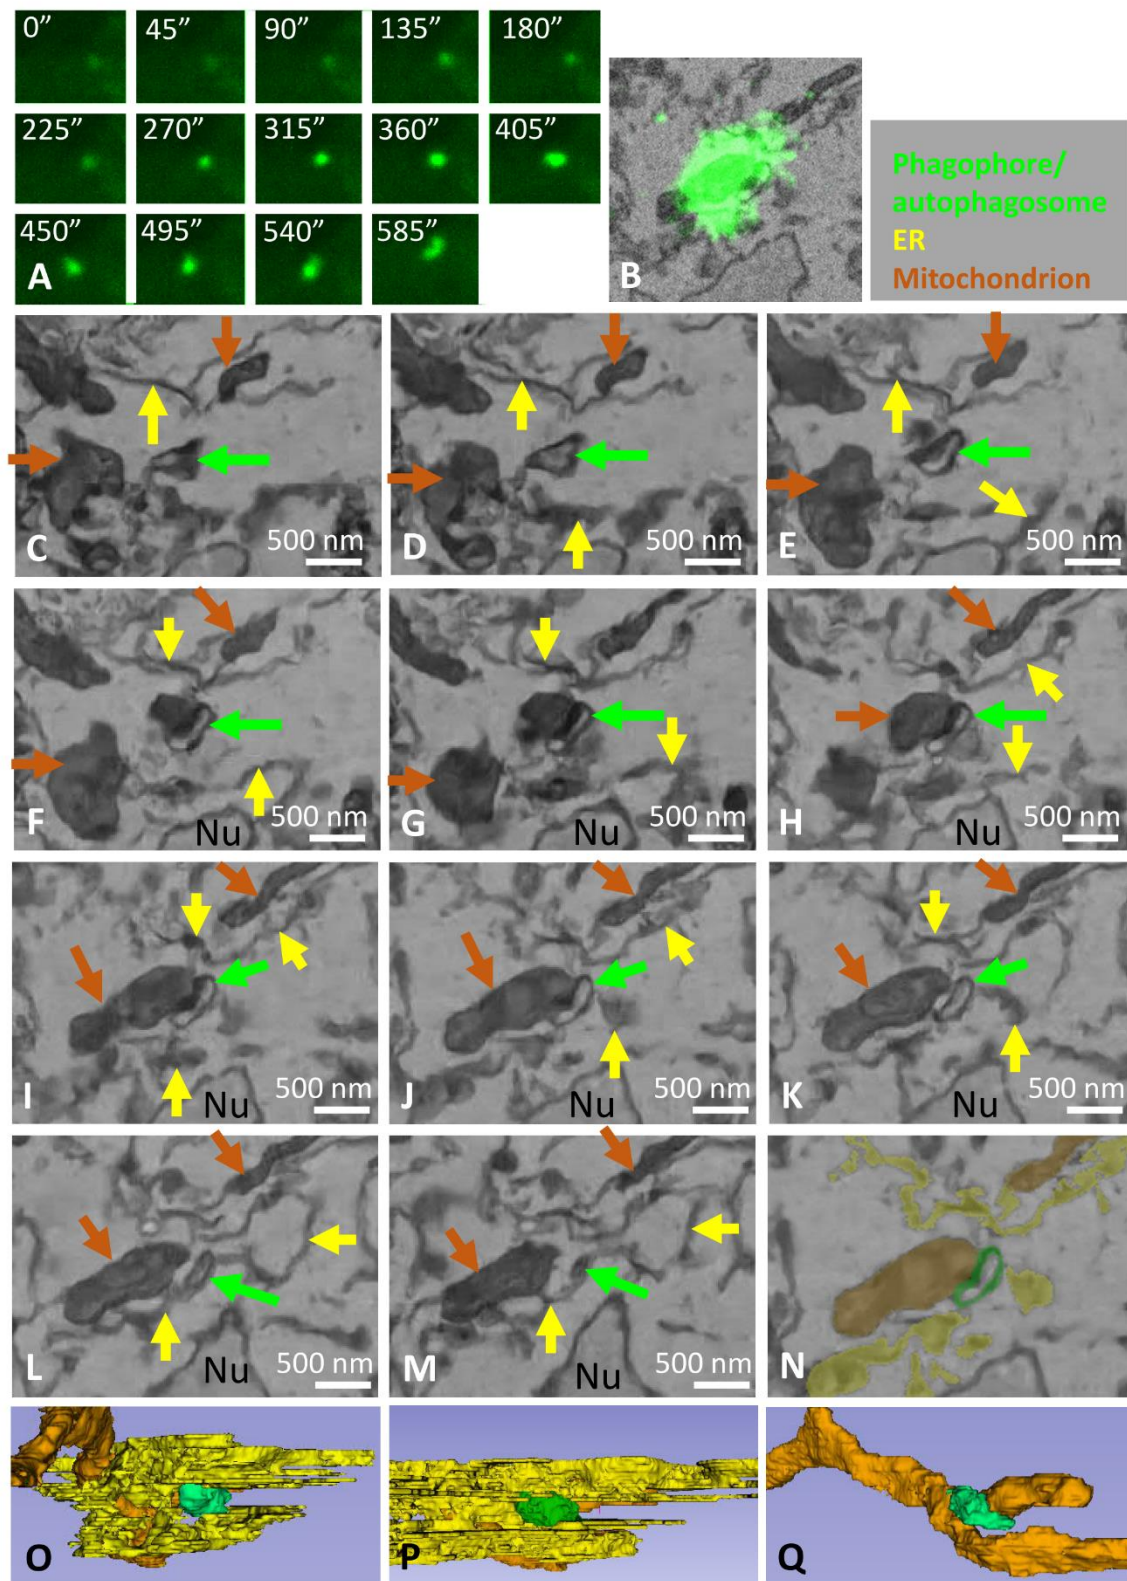 0” 45” 90” 135” 180”
225” 270” 315” 360” 405”
450” 495” 540” 585”
A
B
Phagophore/
autophagosome
ER
Mitochondrion
C 500 nm
D 500 nm
E 500 nm
F Nu 500 nm
G Nu 500 nm
H Nu 500 nm
I Nu 500 nm
J Nu 500 nm
K Nu 500 nm
L Nu 500 nm
M Nu 500 nm
N
O
P
Q